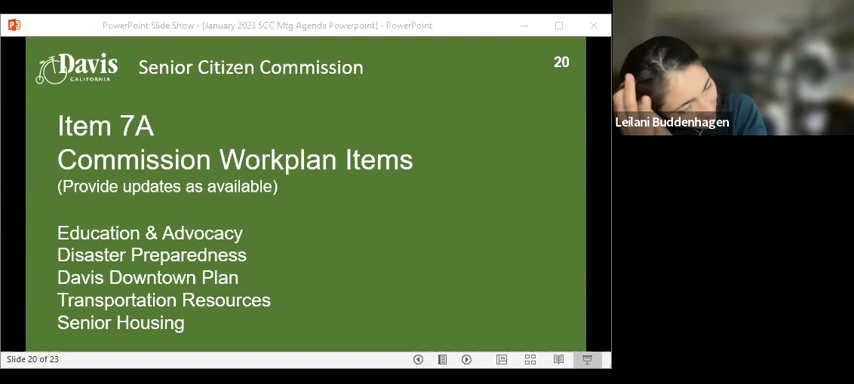 PowerPoint Slide Show - [January 2023 SCC Mtg Agenda Powerpoint] - PowerPoint
Davis
CALIFORNIA
Senior Citizen Commission
20
Item 7A
Commission Workplan Items
(Provide updates as available)
Education & Advocacy
Disaster Preparedness
Davis Downtown Plan
Transportation Resources
Senior Housing
Slide 20 of 23
Leilani Buddenhagen